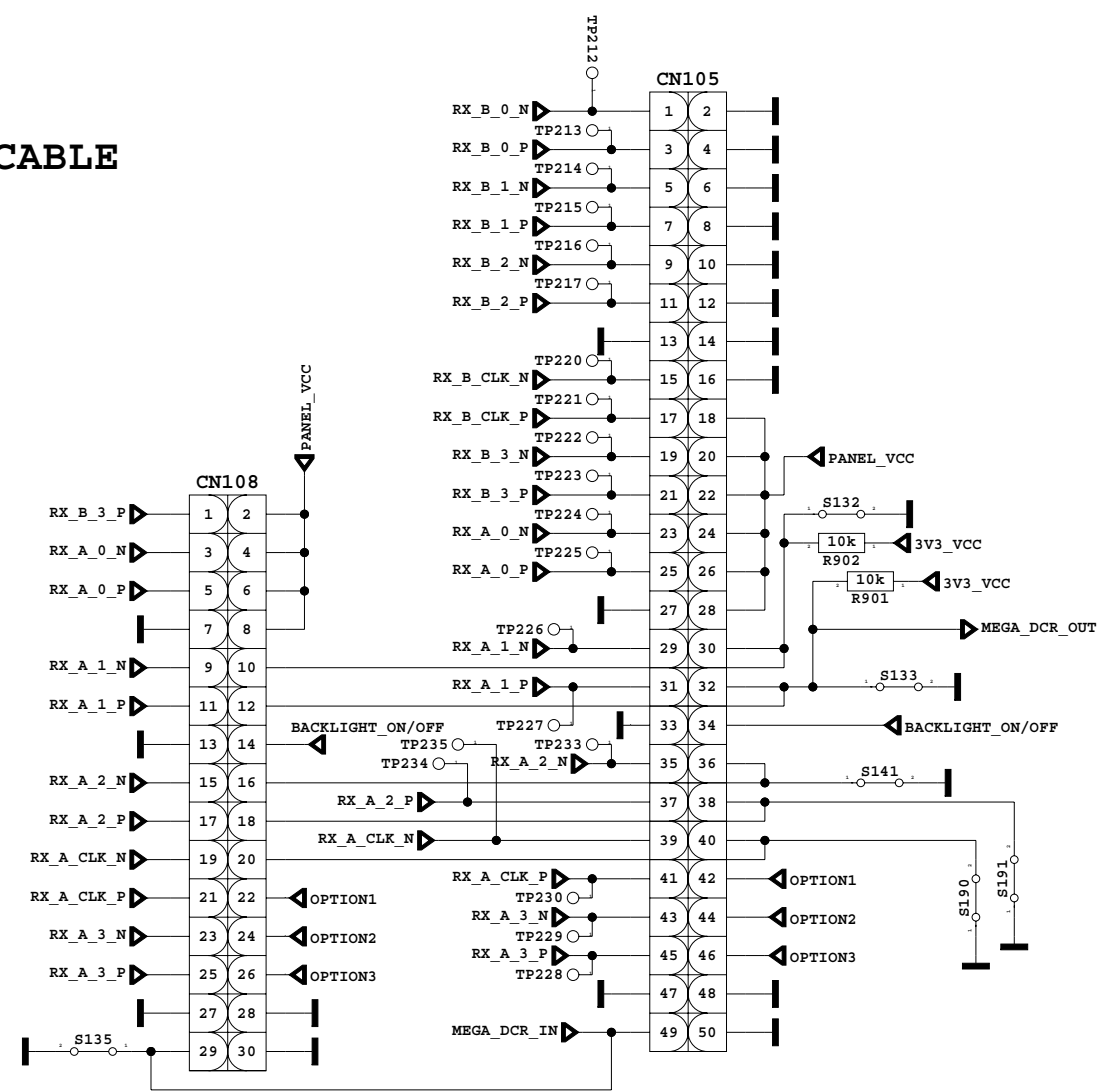 TP212
CN105
RX_B_0_N 1 2
TP213
CABLE
RX_B_0_P 3 4
TP214
RX_B_1_N 5 6
TP215
RX_B_1_P 7 8
TP216
RX_B_2_N 9 10
TP217
RX_B_2_P 11 12
13 14
TP220
RX_B_CLK_N 15 16
TP221
RX_B_CLK_P 17 18
TP222
RX_B_3_N 19 20 PANEL_VCC
TP223
RX_B_3_P 21 22
TP224 S132
RX_A_0_N 23 24 10k 3V3_VCC
R902
TP225
RX_A_0_P 25 26 10k 3V3_VCC
R901
27 28
TP226 MEGA_DCR_OUT
RX_A_1_N 29 30
RX_A_1_P 31 32 S133
TP227 33 34 BACKLIGHT_ON/OFF
TP233
RX_A_2_N 35 36 S141
TP235
TP234
RX_A_2_P 37 38
RX_A_CLK_N 39 40
RX_A_CLK_P 41 42 OPTION1
TP230
RX_A_3_N 43 44 OPTION2
TP229
RX_A_3_P 45 46 OPTION3
TP228
47 48
MEGA_DCR_IN 49 50
S190
S191
PANEL_VCC
CN108
RX_B_3_P 1 2
RX_A_0_N 3 4
RX_A_0_P 5 6
7 8
RX_A_1_N 9 10
RX_A_1_P 11 12
BACKLIGHT_ON/OFF
13 14
RX_A_2_N 15 16
RX_A_2_P 17 18
RX_A_CLK_N 19 20
RX_A_CLK_P 21 22 OPTION1
RX_A_3_N 23 24 OPTION2
RX_A_3_P 25 26 OPTION3
27 28
S135 29 30